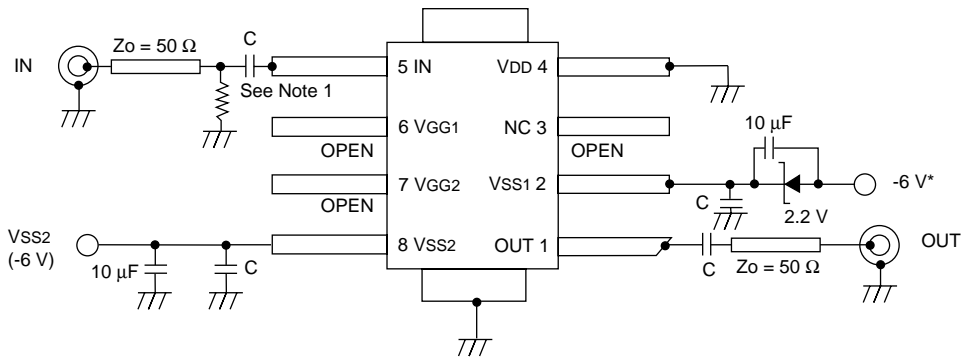 IN
Zo = 50 Ω
C
See Note 1
5 IN
VDD 4
6 VGG1
OPEN
NC 3
OPEN
10 µF
7 VGG2
OPEN
VSS1 2
C
2.2 V
-6 V*
VSS2
(-6 V)
10 µF
C
8 VSS2
OUT 1
C
Zo = 50 Ω
OUT